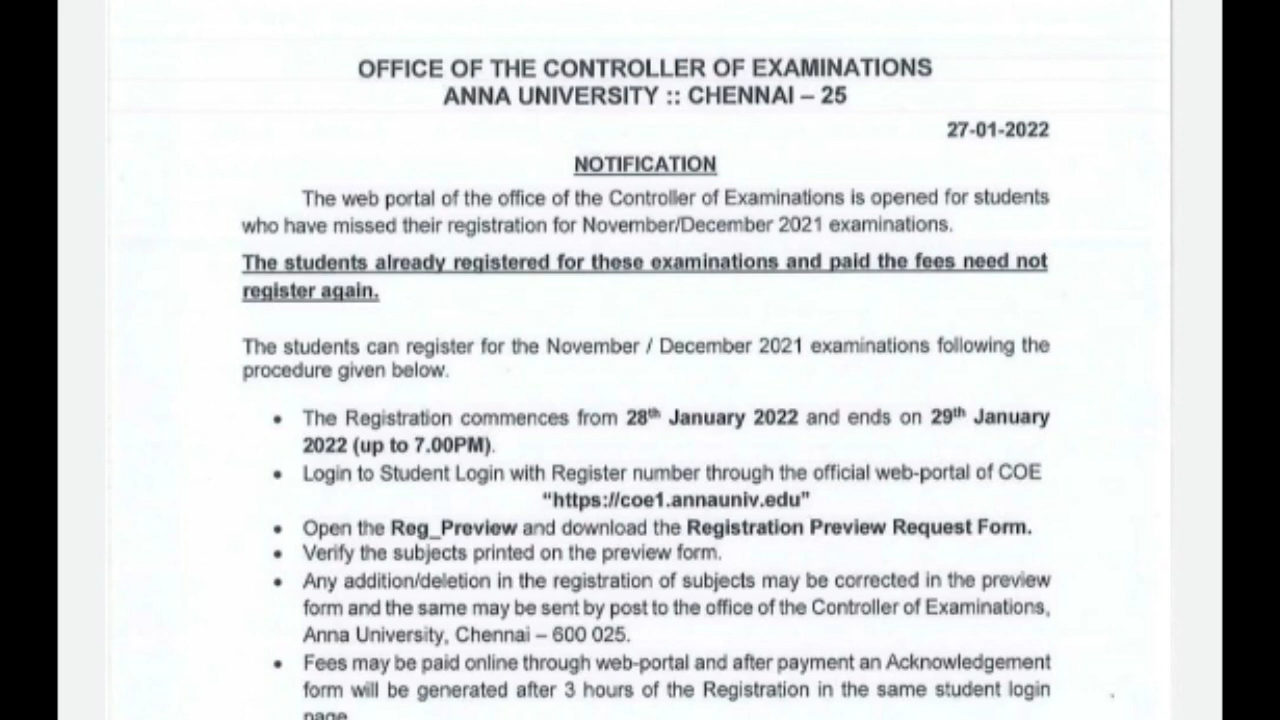 OFFICE OF THE CONTROLLER OF EXAMINATIONS
ANNA UNIVERSITY :: CHENNAI – 25
27-01-2022
NOTIFICATION
The web portal of the office of the Controller of Examinations is opened for students
who have missed their registration for November/December 2021 examinations.
The students already registered for these examinations and paid the fees need not
register again.
The students can register for the November / December 2021 examinations following the
procedure given below.
• The Registration commences from 28th January 2022 and ends on 29th January
2022 (up to 7.00PM).
• Login to Student Login with Register number through the official web-portal of COE
"https://coe1.annauniv.edu"
• Open the Reg_Preview and download the Registration Preview Request Form.
• Verify the subjects printed on the preview form.
• Any addition/deletion in the registration of subjects may be corrected in the preview
form and the same may be sent by post to the office of the Controller of Examinations,
Anna University, Chennai – 600 025.
• Fees may be paid online through web-portal and after payment an Acknowledgement
form will be generated after 3 hours of the Registration in the same student login
page